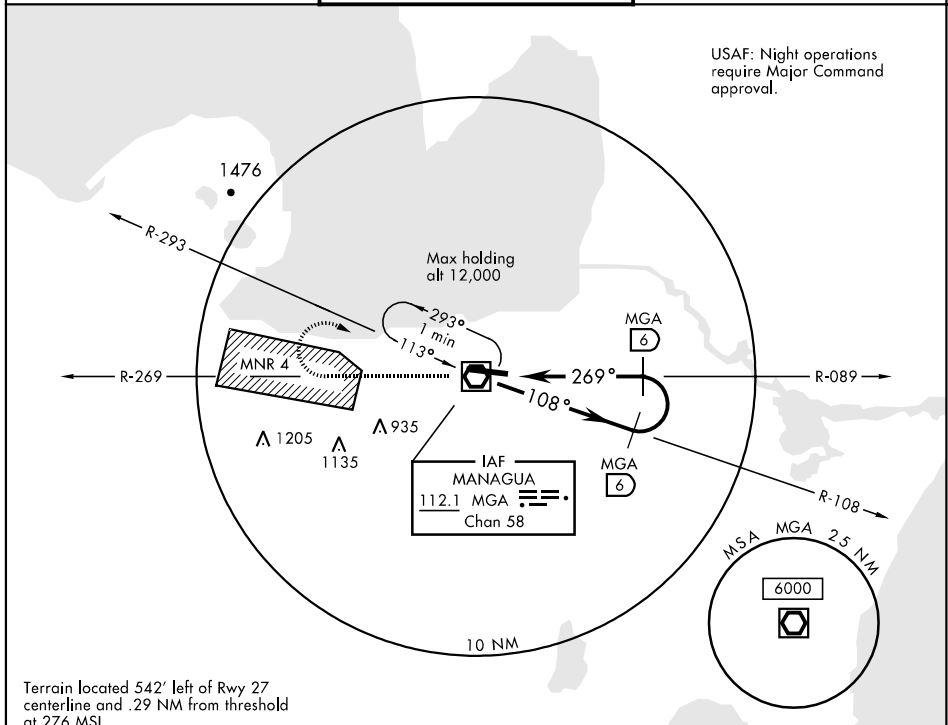 USAF: Night operations
require Major Command
approval.
1476
R-293
Max holding
alt 12,000
293°
1 min
113°
MGA
6
MNR 4
R-269
269°
R-089
108°
1205
1135
935
MGA
6
IAF
MANAGUA
112.1 MGA
Chan 58
R-108
MSA MGA 25 NM
6000
10 NM
Terrain located 542' left of Rwy 27
centerline and .29 NM from threshold
at 276 MSL